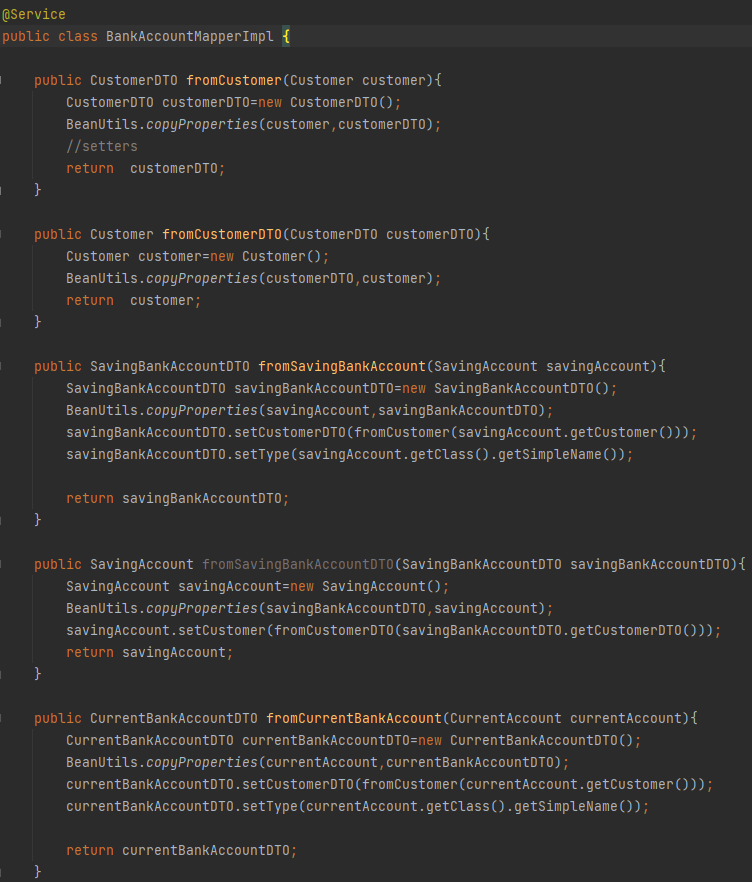 @Service
public class BankAccountMapperImpl {
public CustomerDTO fromCustomer(Customer customer){
CustomerDTO customerDTO=new CustomerDTO();
BeanUtils.copyProperties(customer,customerDTO);
//setters
return  customerDTO;
}
public Customer fromCustomerDTO(CustomerDTO customerDTO){
Customer customer=new Customer();
BeanUtils.copyProperties(customerDTO,customer);
return  customer;
}
public SavingBankAccountDTO fromSavingBankAccount(SavingAccount savingAccount){
SavingBankAccountDTO savingBankAccountDTO=new SavingBankAccountDTO();
BeanUtils.copyProperties(savingAccount,savingBankAccountDTO);
savingBankAccountDTO.setCustomerDTO(fromCustomer(savingAccount.getCustomer()));
savingBankAccountDTO.setType(savingAccount.getClass().getSimpleName());
return savingBankAccountDTO;
}
public SavingAccount fromSavingBankAccountDTO(SavingBankAccountDTO savingBankAccountDTO){
SavingAccount savingAccount=new SavingAccount();
BeanUtils.copyProperties(savingBankAccountDTO,savingAccount);
savingAccount.setCustomer(fromCustomerDTO(savingBankAccountDTO.getCustomerDTO()));
return savingAccount;
}
public CurrentBankAccountDTO fromCurrentBankAccount(CurrentAccount currentAccount){
CurrentBankAccountDTO currentBankAccountDTO=new CurrentBankAccountDTO();
BeanUtils.copyProperties(currentAccount,currentBankAccountDTO);
currentBankAccountDTO.setCustomerDTO(fromCustomer(currentAccount.getCustomer()));
currentBankAccountDTO.setType(currentAccount.getClass().getSimpleName());
return currentBankAccountDTO;
}